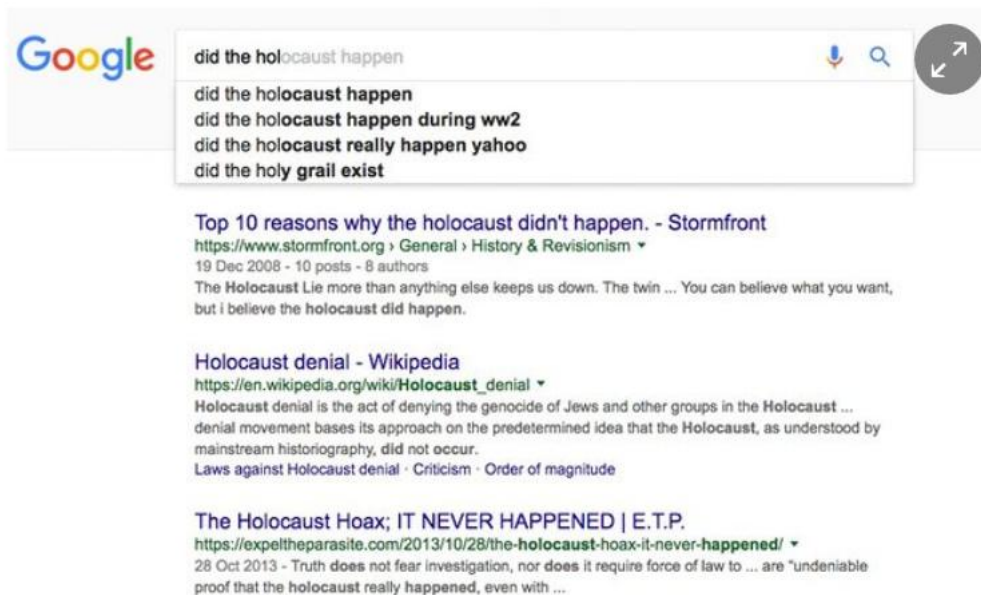 Google
did the holocaust happen
did the holocaust happen
did the holocaust happen during ww2
did the holocaust really happen yahoo
did the holy grail exist
Top 10 reasons why the holocaust didn't happen. - Stormfront
https://www.stormfront.org › General › History & Revisionism ▾
19 Dec 2008 - 10 posts - 8 authors
The Holocaust Lie more than anything else keeps us down. The twin ... You can believe what you want,
but i believe the holocaust did happen.
Holocaust denial - Wikipedia
https://en.wikipedia.org/wiki/Holocaust_denial ▾
Holocaust denial is the act of denying the genocide of Jews and other groups in the Holocaust ...
denial movement bases its approach on the predetermined idea that the Holocaust, as understood by
mainstream historiography, did not occur.
Laws against Holocaust denial · Criticism · Order of magnitude
The Holocaust Hoax; IT NEVER HAPPENED | E.T.P.
https://expeltheparasite.com/2013/10/28/the-holocaust-hoax-it-never-happened/ ▾
28 Oct 2013 - Truth does not fear investigation, nor does it require force of law to ... are "undeniable
proof that the holocaust really happened, even with ...